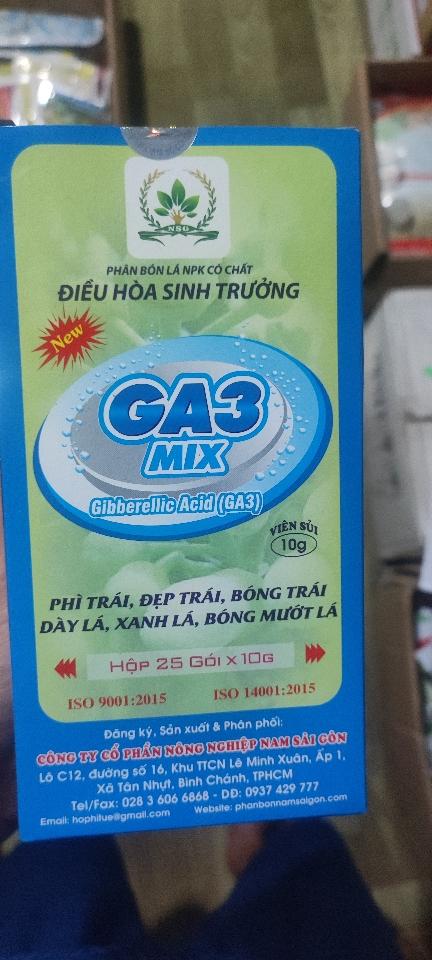 NSG
PHÂN BÓN LÁ NPK CÓ CHẤT
ĐIỀU HÒA SINH TRƯỞNG
New
GA3
MIX
Gibberellic Acid (GA3)
VIÊN SỦI
10g
PHÌ TRÁI, ĐẸP TRÁI, BÓNG TRÁI
DÀY LÁ, XANH LÁ, BÓNG MƯỚT LÁ
HỘP 25 GÓI x 10G
ISO 9001:2015 ISO 14001:2015
Đăng ký, Sản xuất & Phân phối:
CÔNG TY CỔ PHẦN NÔNG NGHIỆP NAM SÀI GÒN
Lô C12, đường số 16, Khu TTCN Lê Minh Xuân, Ấp 1,
Xã Tân Nhựt, Bình Chánh, TPHCM
Tel/Fax: 028 3 606 6868 - DĐ: 0937 429 777
Email: hophilue@gmail.com Website: phanbonnamsaigon.com